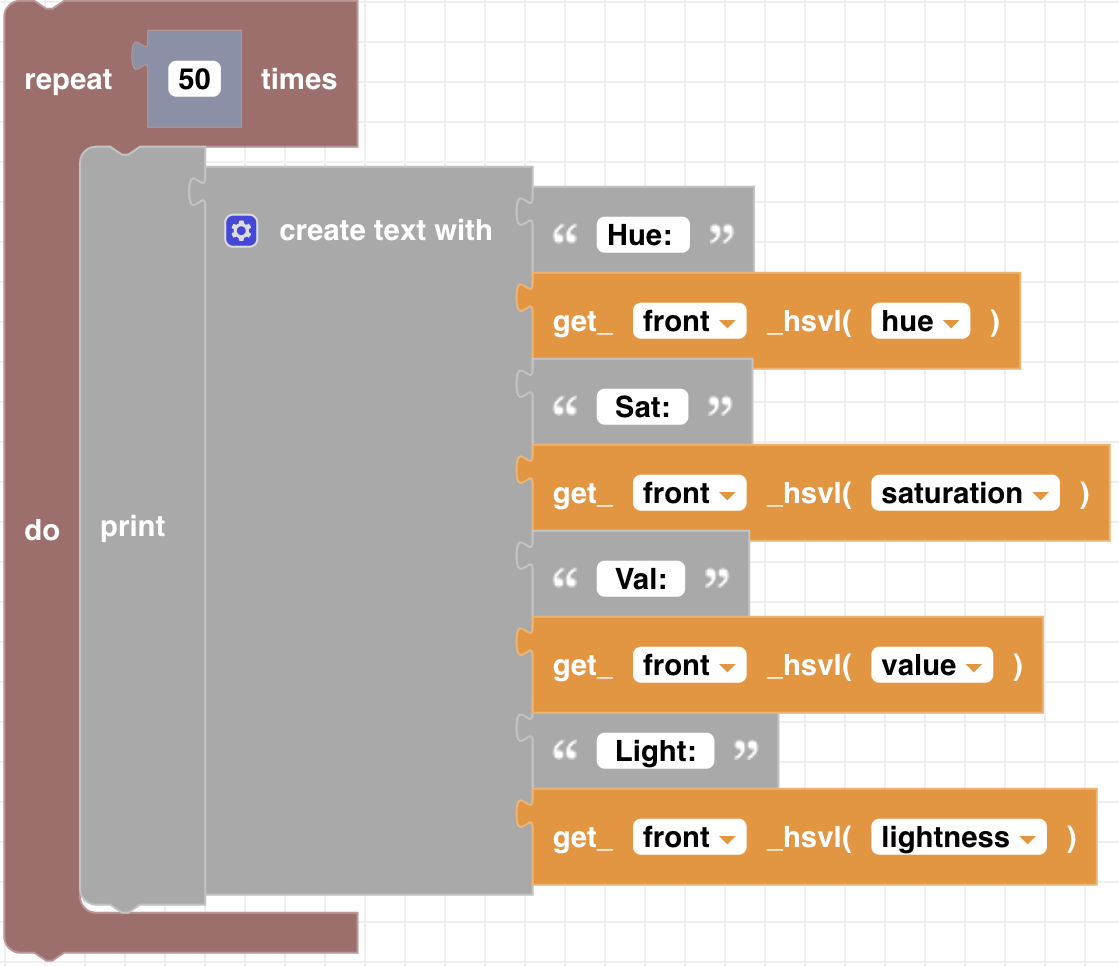 repeat 50 times
do
print
create text with
“ Hue: ”
get_ front _hsvl( hue )
“ Sat: ”
get_ front _hsvl( saturation )
“ Val: ”
get_ front _hsvl( value )
“ Light: ”
get_ front _hsvl( lightness )